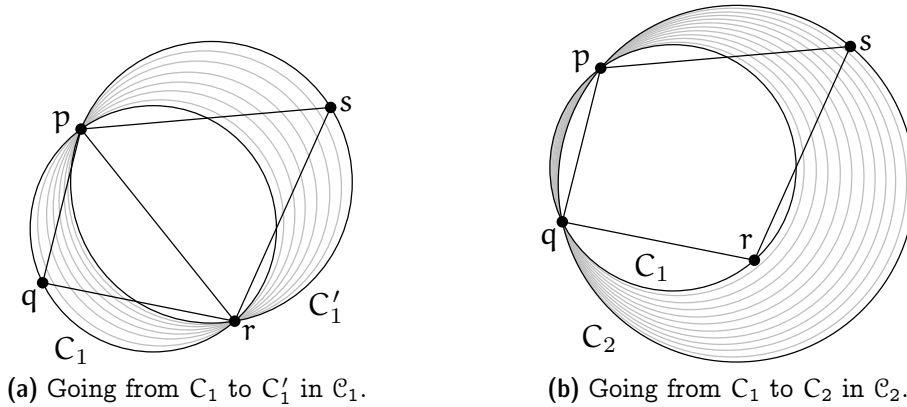 p
s
q
r
C₁
C₁′
(a) Going from C₁ to C₁′ in 𝒞₁.
p
s
q
r
C₁
C₂
(b) Going from C₁ to C₂ in 𝒞₂.